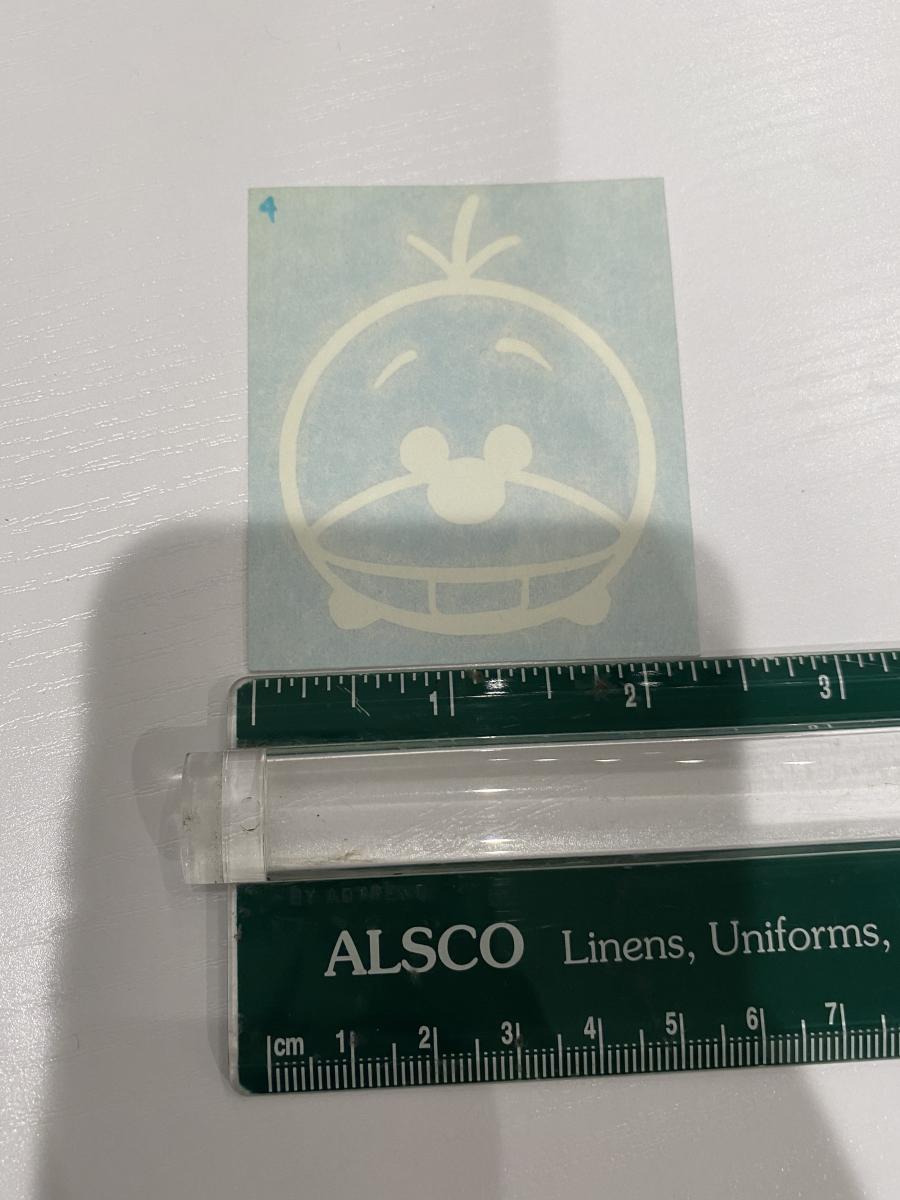 4
1 2 3
ALSCO Linens, Uniforms,
cm 1 2 3 4 5 6 7